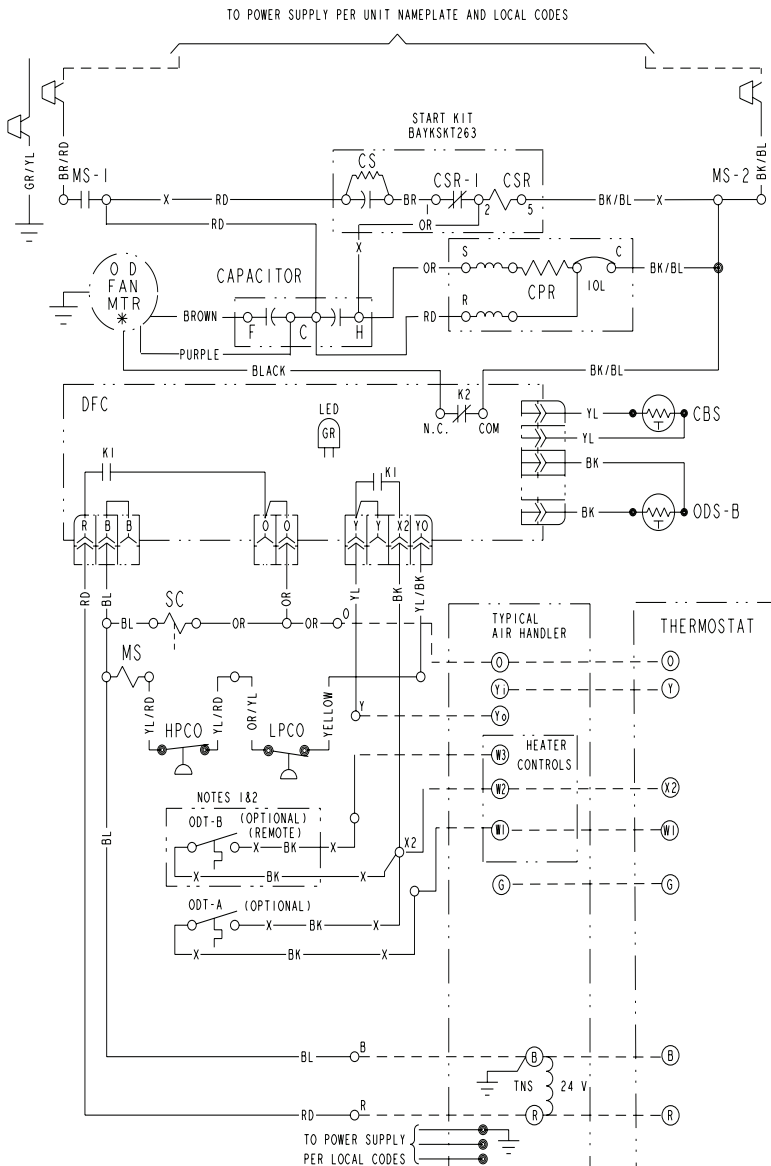 TO POWER SUPPLY PER UNIT NAMEPLATE AND LOCAL CODES
GR/YL
BR/RD
BK/BL
START KIT
BAYKSKT263
MS-1
CS
CSR-1
CSR
MS-2
X
RD
BR
1
2
5
BK/BL
X
RD
OR
X
O D
FAN
MTR
*
CAPACITOR
OR
S
C
CPR
IOL
BK/BL
BROWN
F
C
H
RD
R
PURPLE
BLACK
BK/BL
DFC
LED
GR
K2
N.C.
COM
YL
CBS
YL
BK
BK
ODS-B
K1
K1
R
B
B
O
O
Y
Y
X2
YO
RD
BL
OR
YL
BK
YL/BK
BL
SC
OR
OR
O
MS
YL/RD
HPCO
YL/RD
OR/YL
LPCO
YELLOW
Y
TYPICAL
AIR HANDLER
THERMOSTAT
O
O
Yi
Y
Yo
W3
HEATER
CONTROLS
W2
X2
W1
W1
G
G
NOTES 1&2
ODT-B
(OPTIONAL)
(REMOTE)
X
BK
X
X
BK
X
X2
BL
ODT-A
(OPTIONAL)
X
BK
X
X
BK
X
BL
B
B
B
TNS
24 V
RD
R
R
R
TO POWER SUPPLY
PER LOCAL CODES